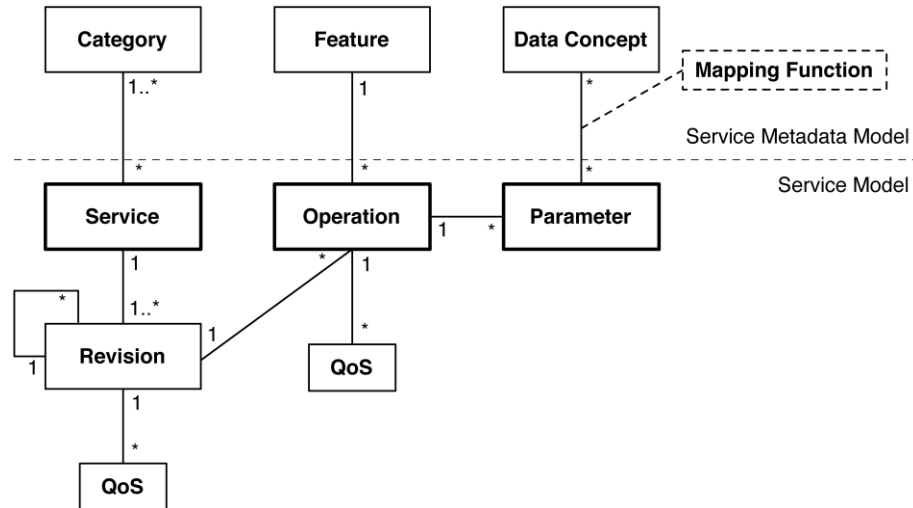 Category
Feature
Data Concept
1..*
1
*
Mapping Function
Service Metadata Model
*
*
*
Service Model
Service
Operation
Parameter
1
*
1
*
1
1..*
*
1
*
Revision
1
QoS
1
*
QoS